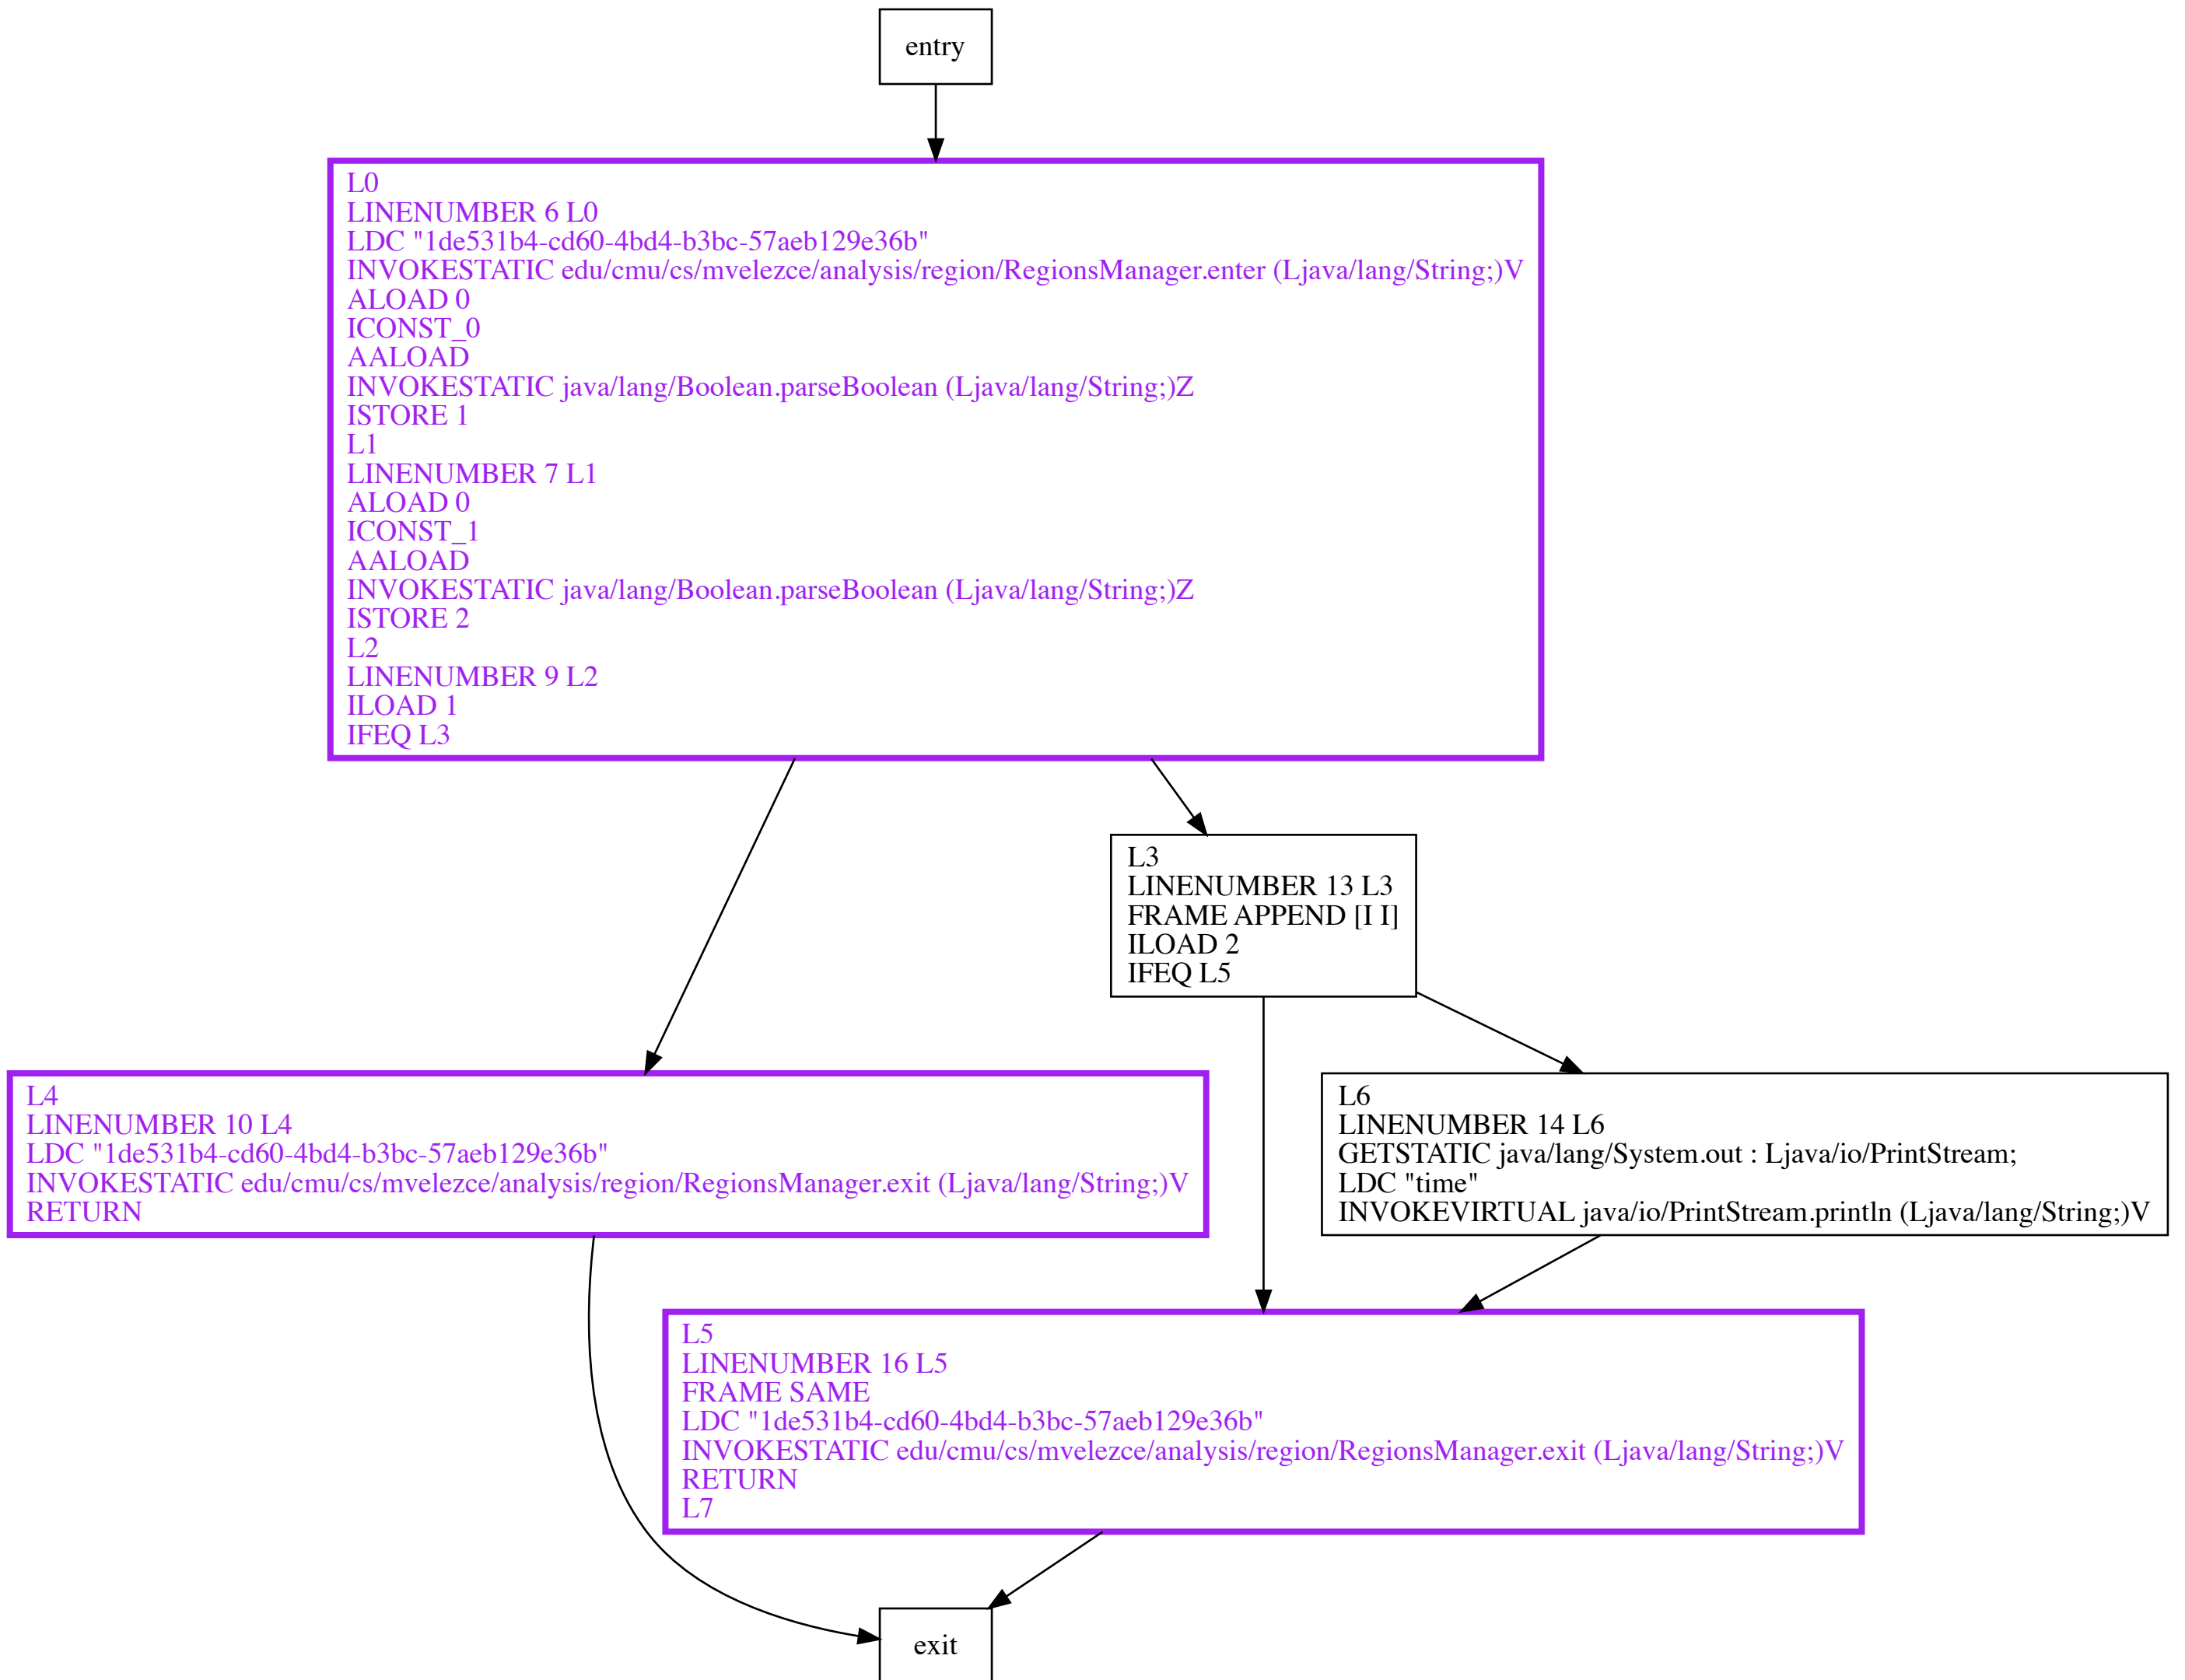 entry
L0
LINENUMBER 6 L0
LDC "1de531b4-cd60-4bd4-b3bc-57aeb129e36b"
INVOKESTATIC edu/cmu/cs/mvelezce/analysis/region/RegionsManager.enter (Ljava/lang/String;)V
ALOAD 0
ICONST_0
AALOAD
INVOKESTATIC java/lang/Boolean.parseBoolean (Ljava/lang/String;)Z
ISTORE 1
L1
LINENUMBER 7 L1
ALOAD 0
ICONST_1
AALOAD
INVOKESTATIC java/lang/Boolean.parseBoolean (Ljava/lang/String;)Z
ISTORE 2
L2
LINENUMBER 9 L2
ILOAD 1
IFEQ L3
L3
LINENUMBER 13 L3
FRAME APPEND [I I]
ILOAD 2
IFEQ L5
L4
LINENUMBER 10 L4
LDC "1de531b4-cd60-4bd4-b3bc-57aeb129e36b"
INVOKESTATIC edu/cmu/cs/mvelezce/analysis/region/RegionsManager.exit (Ljava/lang/String;)V
RETURN
L6
LINENUMBER 14 L6
GETSTATIC java/lang/System.out : Ljava/io/PrintStream;
LDC "time"
INVOKEVIRTUAL java/io/PrintStream.println (Ljava/lang/String;)V
L5
LINENUMBER 16 L5
FRAME SAME
LDC "1de531b4-cd60-4bd4-b3bc-57aeb129e36b"
INVOKESTATIC edu/cmu/cs/mvelezce/analysis/region/RegionsManager.exit (Ljava/lang/String;)V
RETURN
L7
exit